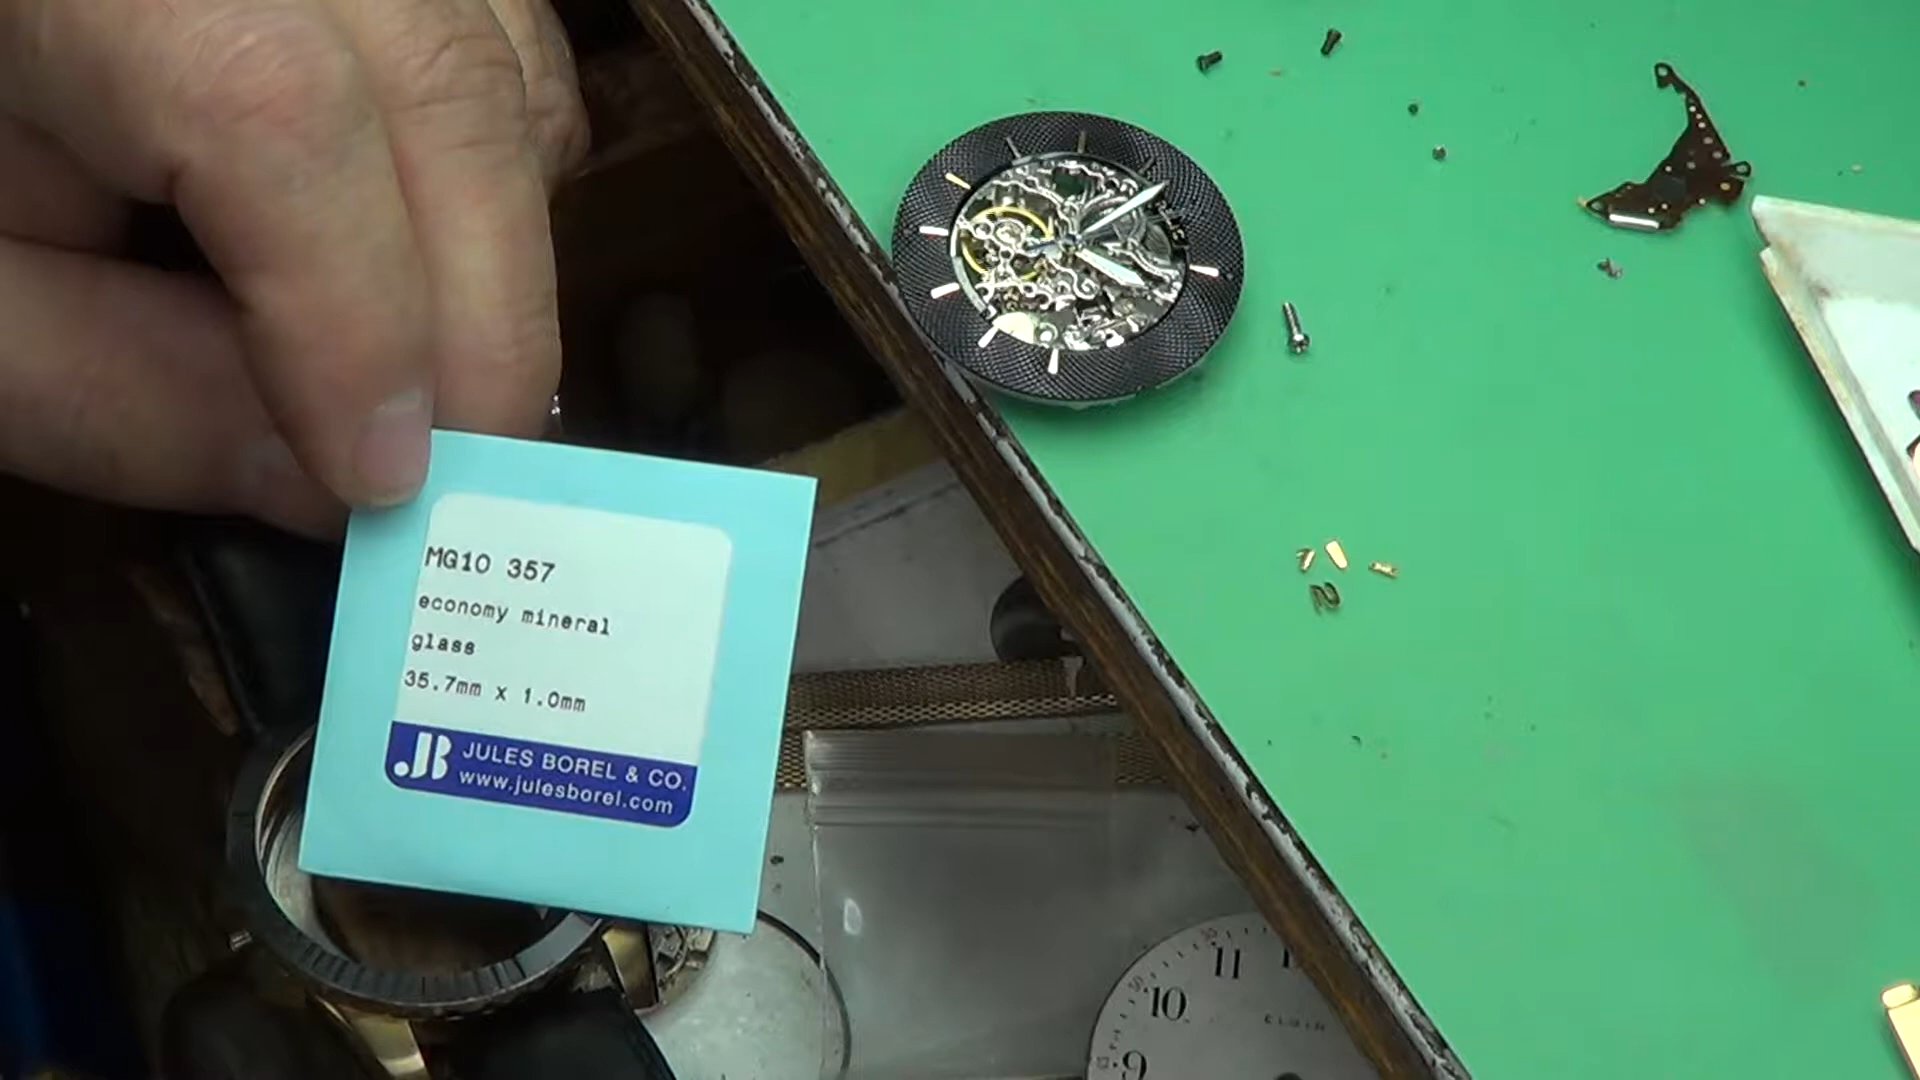 MG10 357
economy mineral
glass
35.7mm x 1.0mm
JB JULES BOREL & CO.
www.julesborel.com
11
10
9
ELGIN